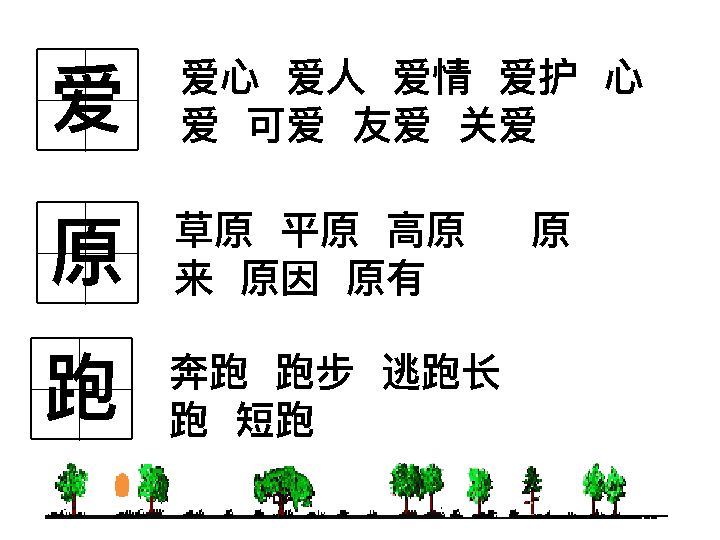 爱
爱心 爱人 爱情 爱护 心
爱 可爱 友爱 关爱
原
草原 平原 高原 原
来 原因 原有
跑
奔跑 跑步 逃跑长
跑 短跑